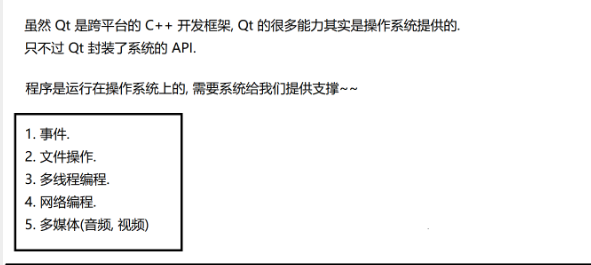 虽然 Qt 是跨平台的 C++ 开发框架, Qt 的很多能力其实是操作系统提供的.
只不过 Qt 封装了系统的 API.
程序是运行在操作系统上的, 需要系统给我们提供支撑~~
1. 事件.
2. 文件操作.
3. 多线程编程.
4. 网络编程.
5. 多媒体(音频, 视频)